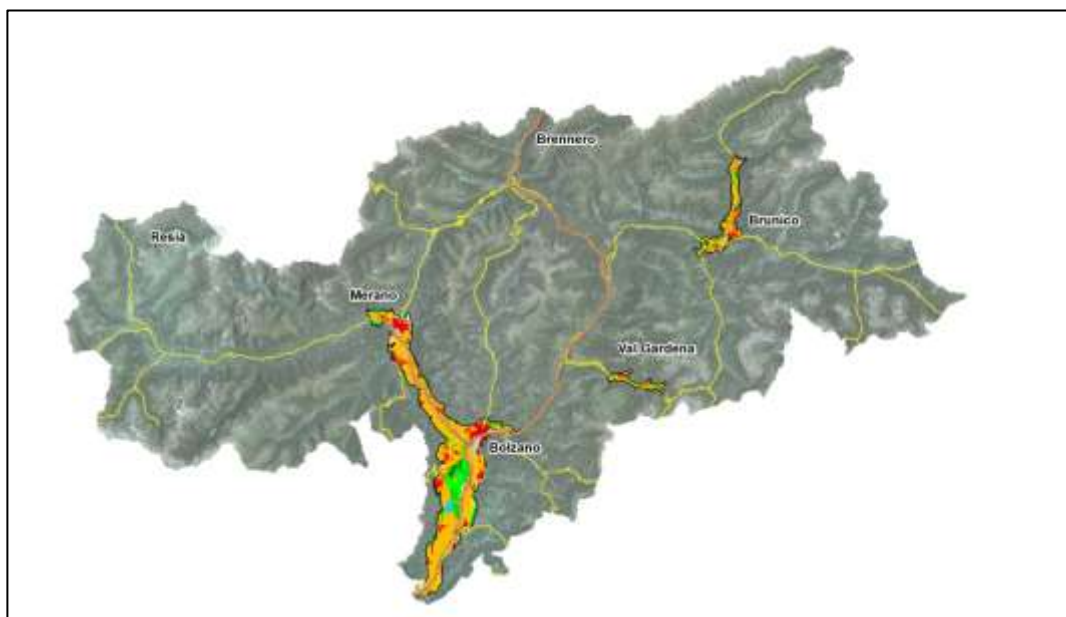 Brennero
Brunico
Resia
Merano
Val Gardena
Bolzano